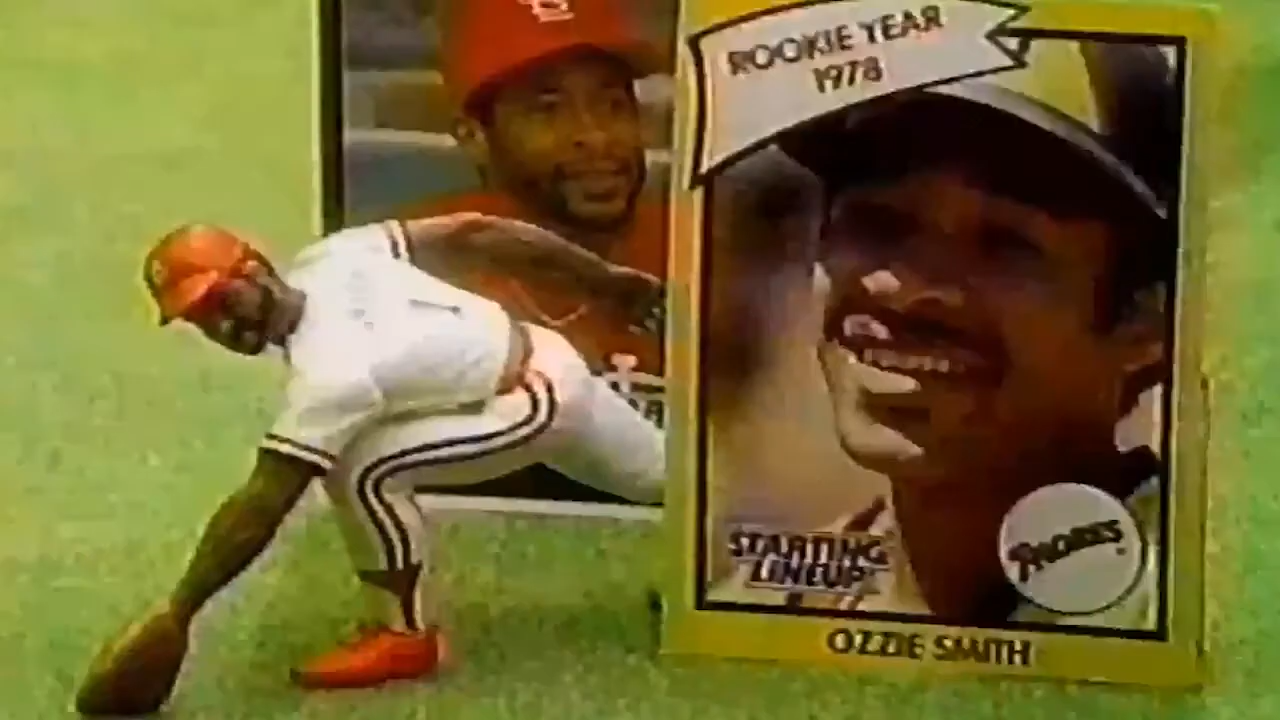 ROOKIE YEAR
1978
STARTING
LINEUP
PADRES
OZZIE SMITH